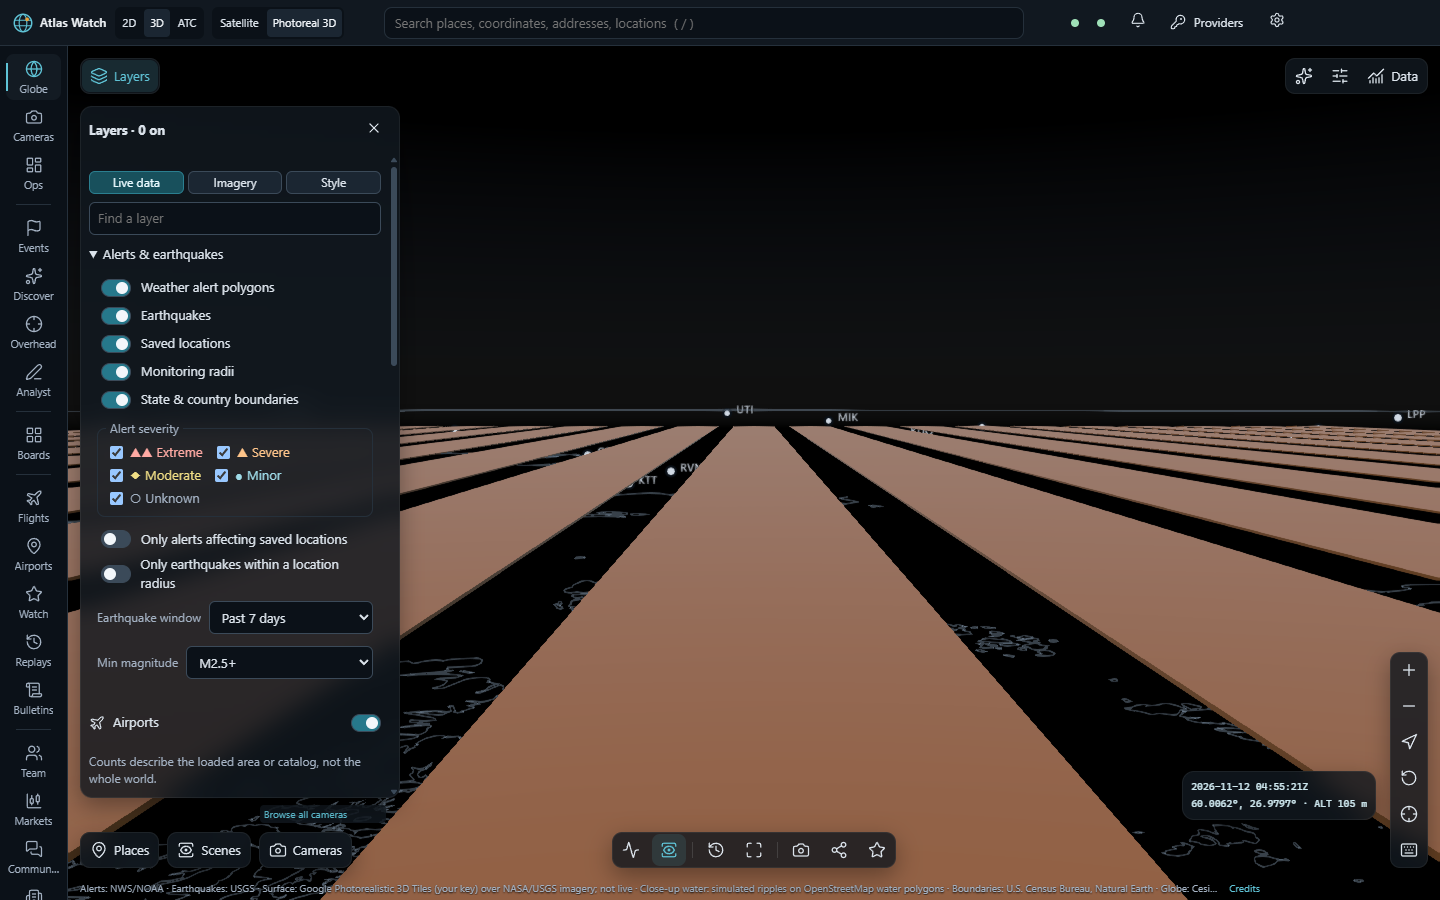 Atlas Watch
2D 3D ATC
Satellite Photoreal 3D
Search places, coordinates, addresses, locations ( / )
Providers
Globe
Cameras
Ops
Events
Discover
Overhead
Analyst
Boards
Flights
Airports
Watch
Replays
Bulletins
Team
Markets
Commun...
Layers
Data
Layers · 0 on
Live data Imagery Style
Find a layer
Alerts & earthquakes
Weather alert polygons
Earthquakes
Saved locations
Monitoring radii
State & country boundaries
Alert severity
Extreme Severe
Moderate Minor
Unknown
Only alerts affecting saved locations
Only earthquakes within a location
radius
Earthquake window Past 7 days
Min magnitude M2.5+
Airports
Counts describe the loaded area or catalog, not the
whole world.
UTI
MIK
LPP
KTT
Browse all cameras
Places Scenes Cameras
2026-11-12 04:55:21Z
60.0062°, 26.9797° · ALT 105 m
Alerts: NWS/NOAA · Earthquakes: USGS · Surface: Google Photorealistic 3D Tiles (your key) over NASA/USGS imagery; not live · Close-up water: simulated ripples on OpenStreetMap water polygons · Boundaries: U.S. Census Bureau, Natural Earth · Globe: Cesi... Credits